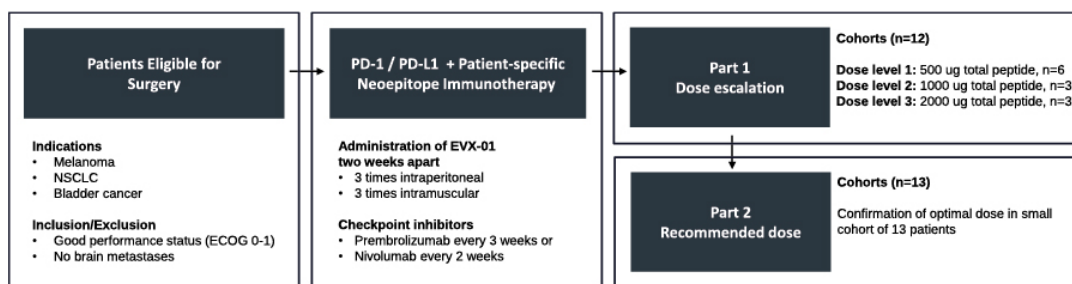 Patients Eligible for
Surgery
Indications
• Melanoma
• NSCLC
• Bladder cancer
Inclusion/Exclusion
• Good performance status (ECOG 0-1)
• No brain metastases
PD-1 / PD-L1 + Patient-specific
Neoepitope Immunotherapy
Administration of EVX-01
two weeks apart
• 3 times intraperitoneal
• 3 times intramuscular
Checkpoint inhibitors
• Prembrolizumab every 3 weeks or
• Nivolumab every 2 weeks
Part 1
Dose escalation
Cohorts (n=12)
Dose level 1: 500 ug total peptide, n=6
Dose level 2: 1000 ug total peptide, n=3
Dose level 3: 2000 ug total peptide, n=3
Part 2
Recommended dose
Cohorts (n=13)
Confirmation of optimal dose in small
cohort of 13 patients